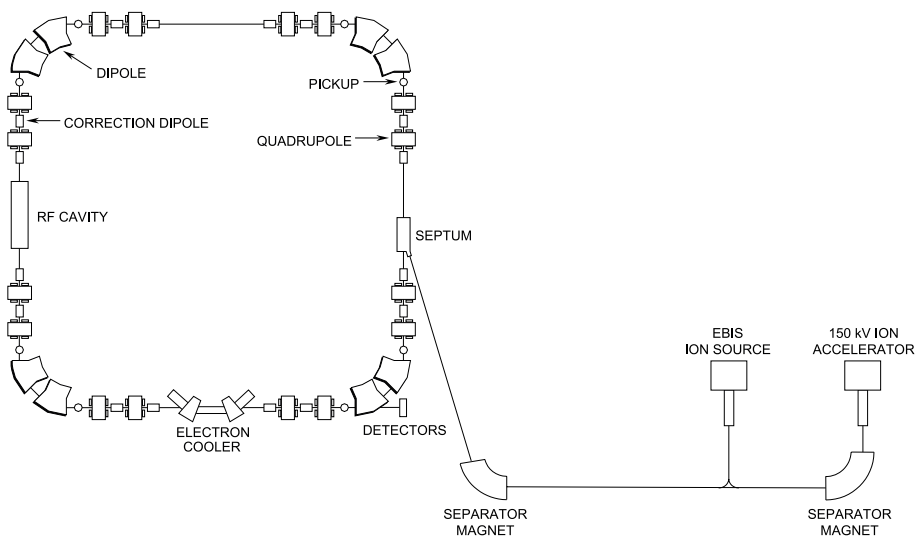 DIPOLE
PICKUP
CORRECTION DIPOLE
QUADRUPOLE
RF CAVITY
SEPTUM
EBIS
ION SOURCE
150 kV ION
ACCELERATOR
ELECTRON
COOLER
DETECTORS
SEPARATOR
MAGNET
SEPARATOR
MAGNET